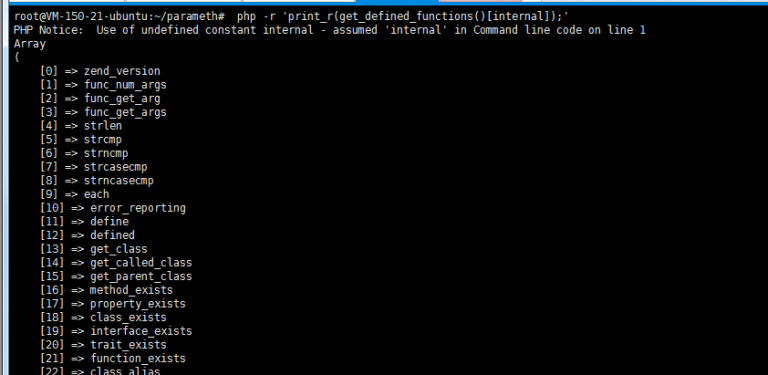 root@VM-150-21-ubuntu:~/parameth#  php -r 'print_r(get_defined_functions()[internal]);'
PHP Notice:  Use of undefined constant internal - assumed 'internal' in Command line code on line 1
Array
(
    [0] => zend_version
    [1] => func_num_args
    [2] => func_get_arg
    [3] => func_get_args
    [4] => strlen
    [5] => strcmp
    [6] => strncmp
    [7] => strcasecmp
    [8] => strncasecmp
    [9] => each
    [10] => error_reporting
    [11] => define
    [12] => defined
    [13] => get_class
    [14] => get_called_class
    [15] => get_parent_class
    [16] => method_exists
    [17] => property_exists
    [18] => class_exists
    [19] => interface_exists
    [20] => trait_exists
    [21] => function_exists
    [22] => class_alias